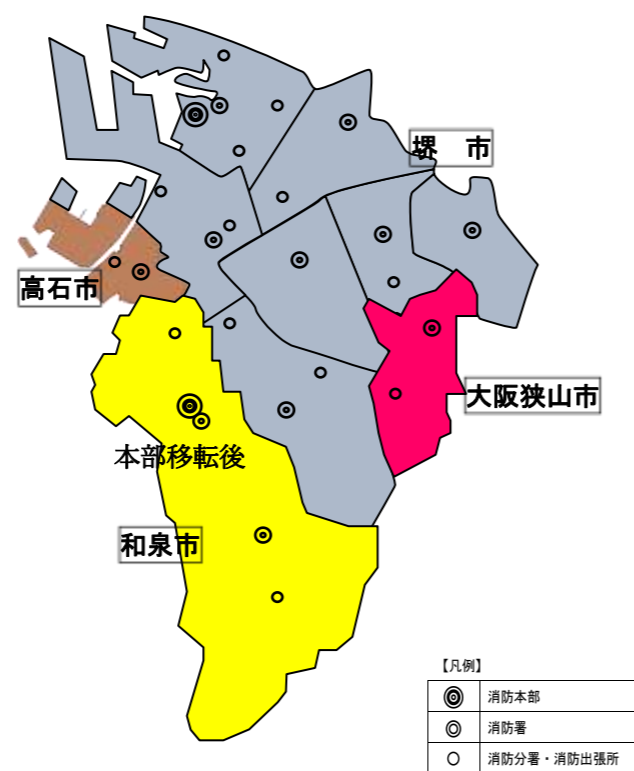 堺　市
高石市
大阪狭山市
本部移転後
和泉市
【凡例】
消防本部
消防署
消防分署・消防出張所